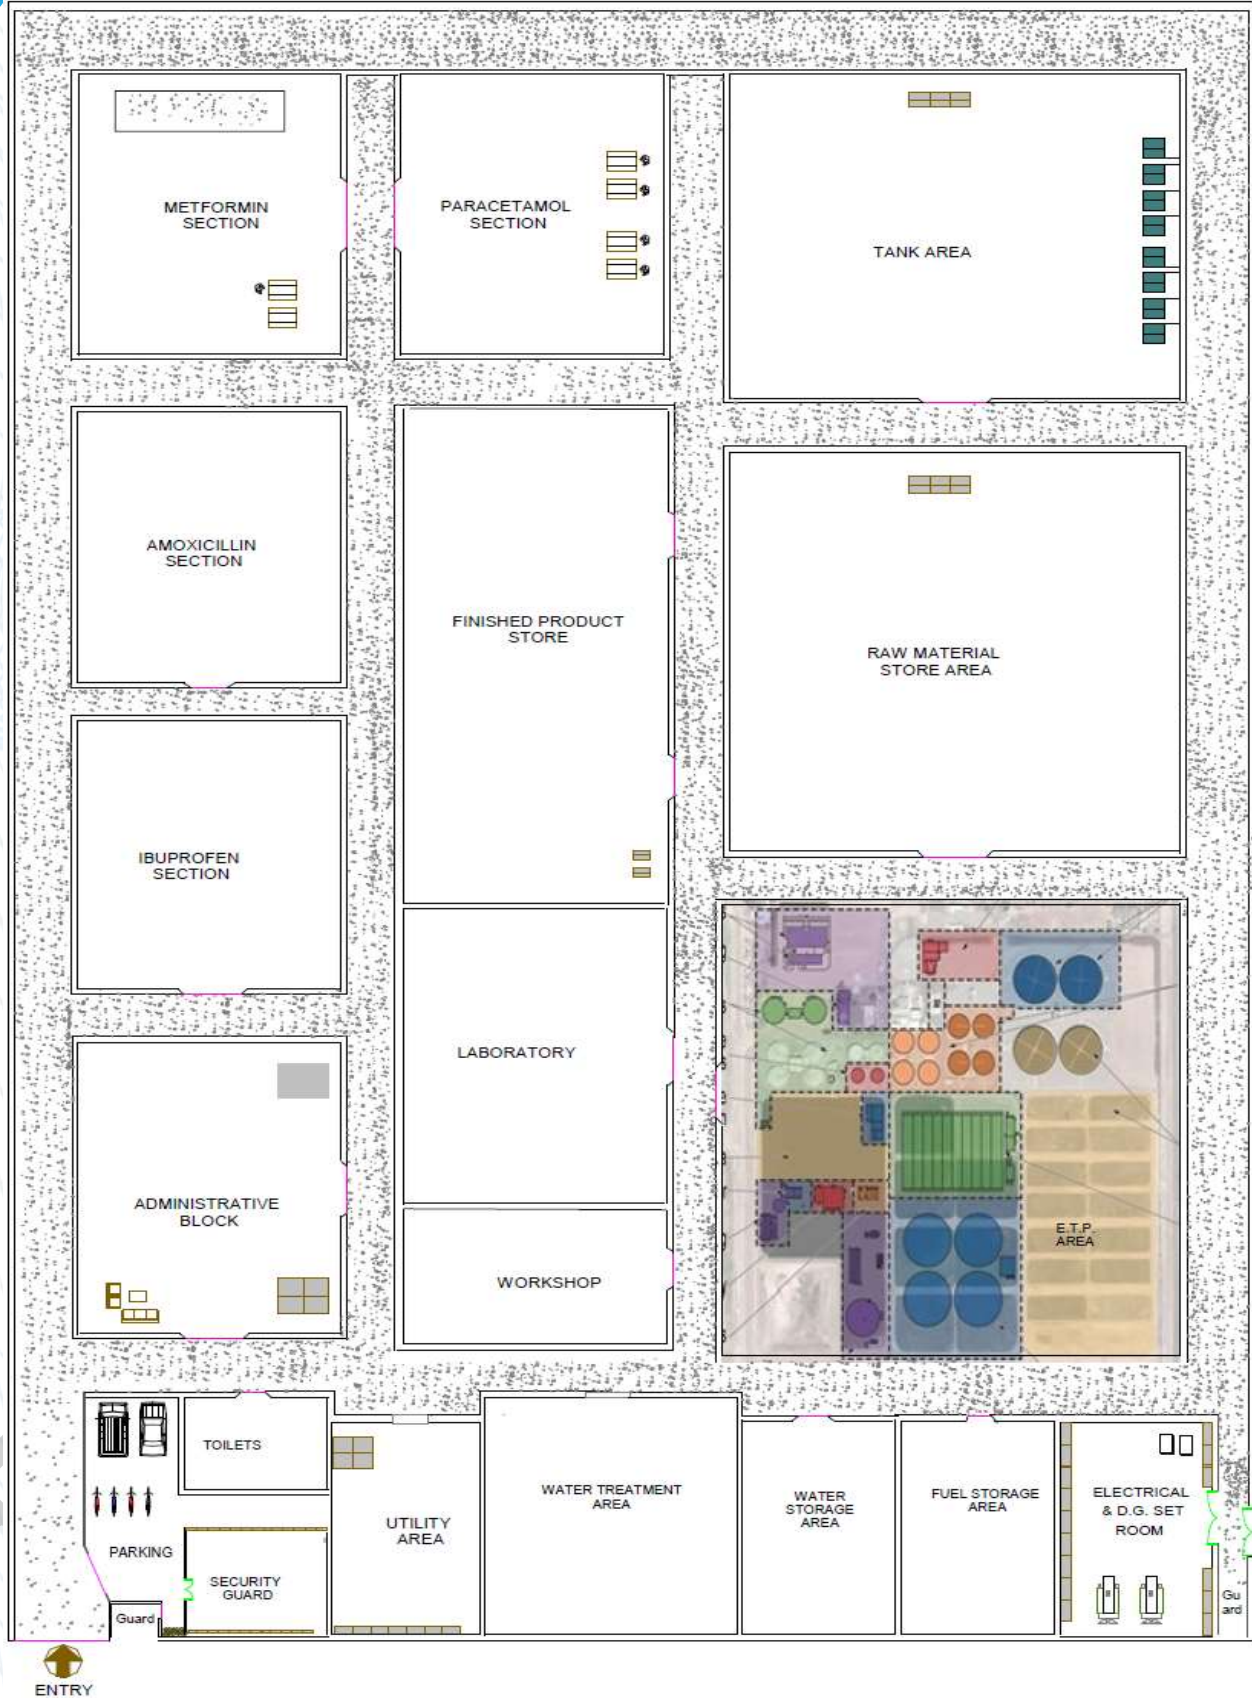 METFORMIN
SECTION
PARACETAMOL
SECTION
TANK AREA
AMOXICILLIN
SECTION
FINISHED PRODUCT
STORE
RAW MATERIAL
STORE AREA
IBUPROFEN
SECTION
LABORATORY
ADMINISTRATIVE
BLOCK
E.T.P.
AREA
WORKSHOP
TOILETS
PARKING
SECURITY
GUARD
Guard
UTILITY
AREA
WATER TREATMENT
AREA
WATER
STORAGE
AREA
FUEL STORAGE
AREA
ELECTRICAL
& D.G. SET
ROOM
Gu
ard
ENTRY